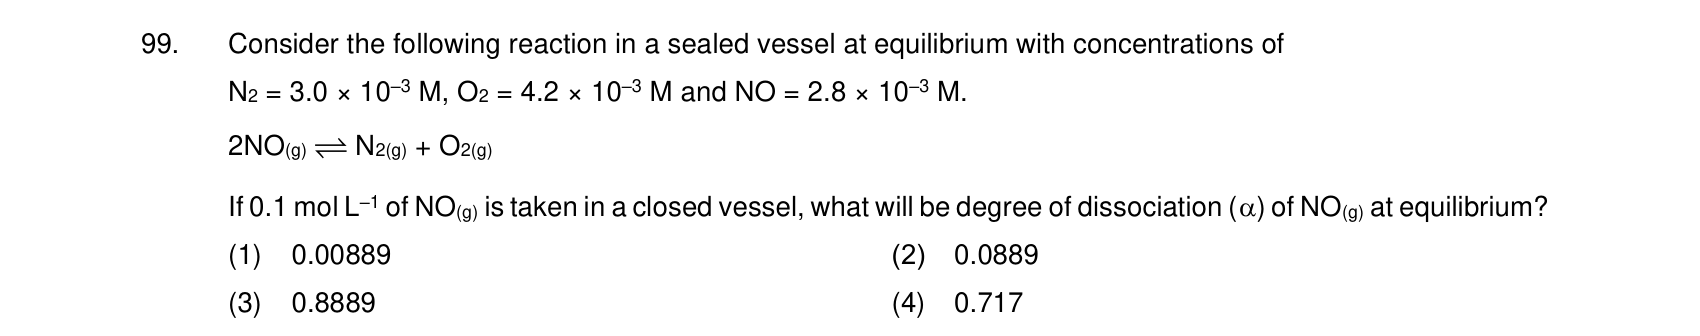 99. Consider the following reaction in a sealed vessel at equilibrium with concentrations of
N₂ = 3.0 × 10⁻³ M, O₂ = 4.2 × 10⁻³ M and NO = 2.8 × 10⁻³ M.
2NO(g) ⇌ N₂(g) + O₂(g)
If 0.1 mol L⁻¹ of NO(g) is taken in a closed vessel, what will be degree of dissociation (α) of NO(g) at equilibrium?
(1) 0.00889 (2) 0.0889
(3) 0.8889 (4) 0.717